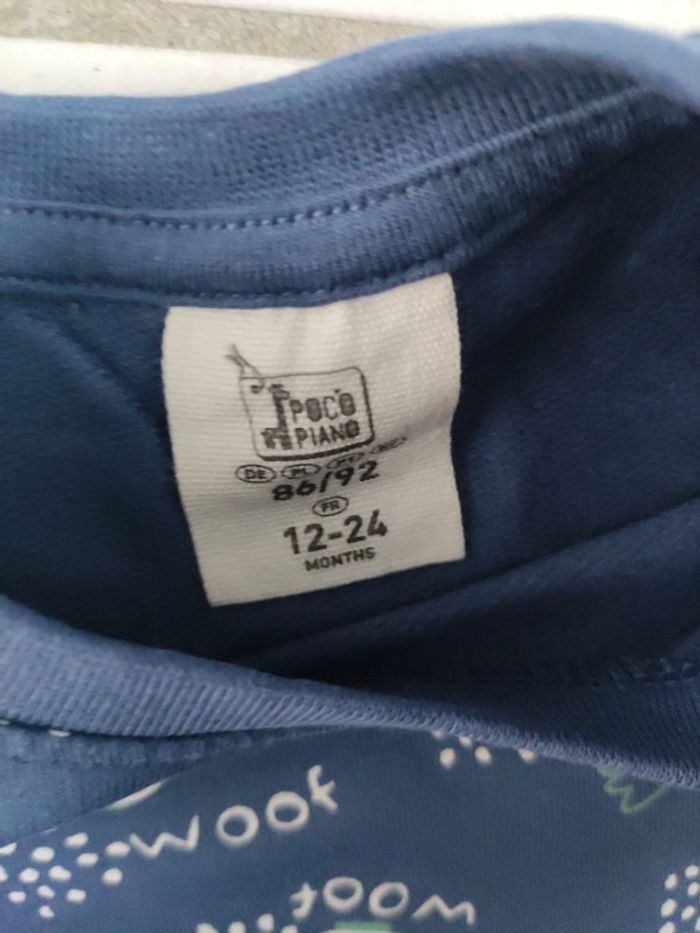 POCO
PIANO
DE PL
86/92
FR
12-24
MONTHS
woof
woof